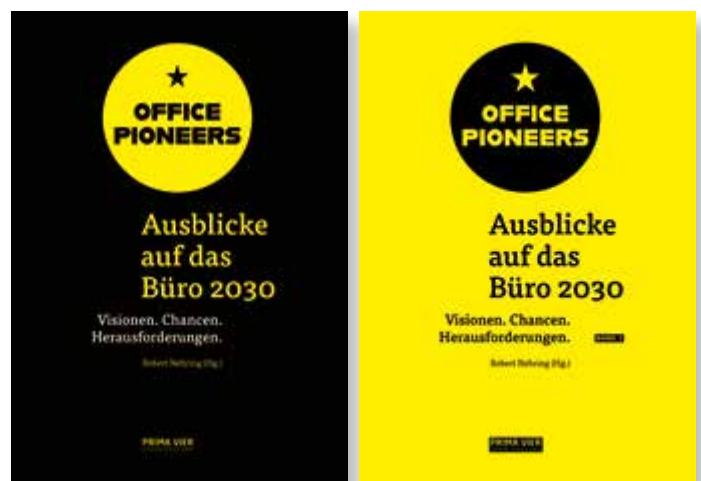 OFFICE
PIONEERS
Ausblicke
auf das
Büro 2030
Visionen. Chancen.
Herausforderungen.
Robert Nehring (Hg.)
PRIMA VIER
OFFICE
PIONEERS
Ausblicke
auf das
Büro 2030
Visionen. Chancen.
Herausforderungen.
Robert Nehring (Hg.)
PRIMA VIER